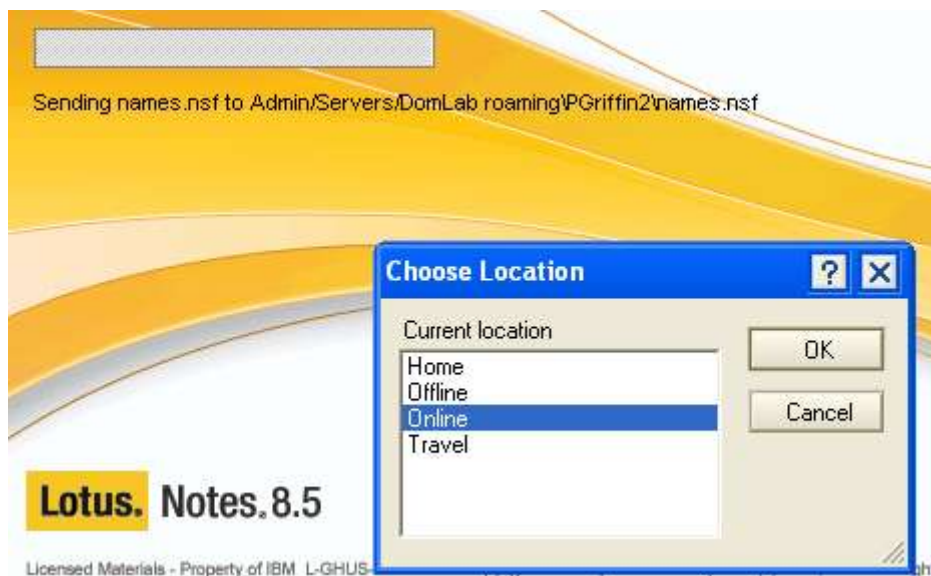 Sending names.nsf to Admin/Servers/DomLab roaming\PGriffin2\names.nsf
Choose Location
Current location
Home
Offline
Online
Travel
OK
Cancel
Lotus. Notes. 8.5
Licensed Materials - Property of IBM L-GHUS-